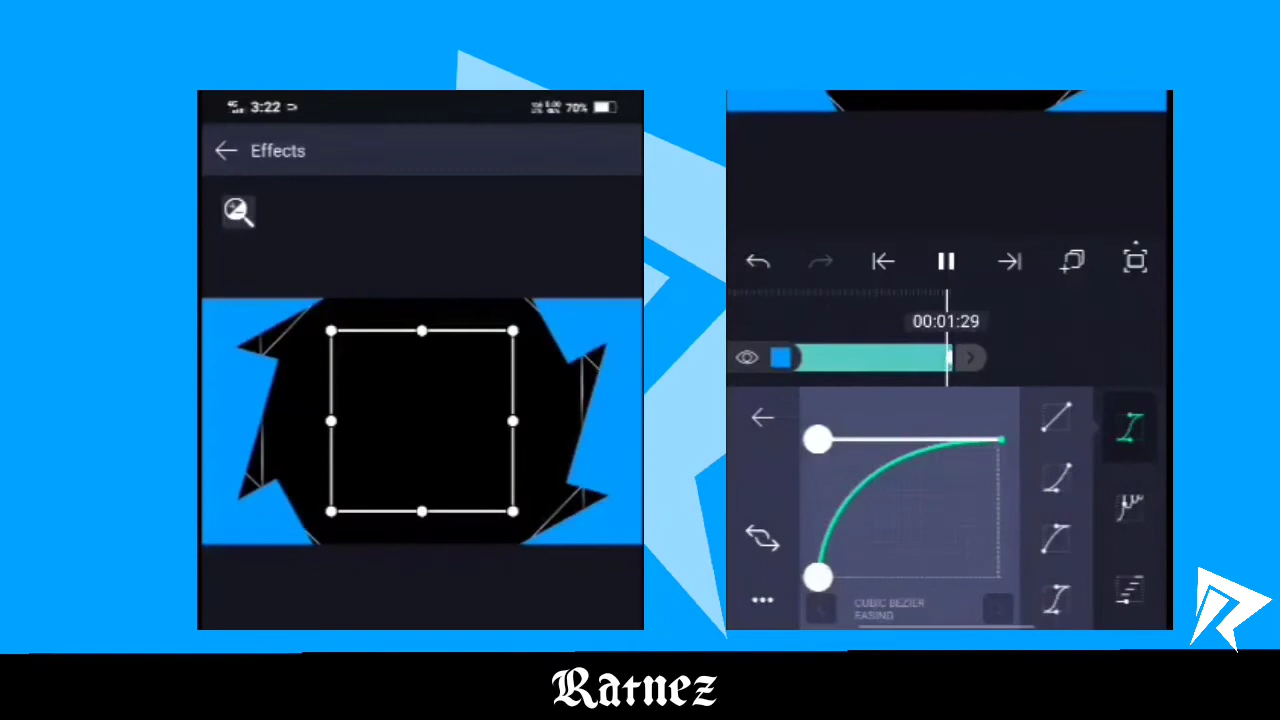 3:22
70%
Effects
00:01:29
CUBIC BEZIER
EASING
Ratnez